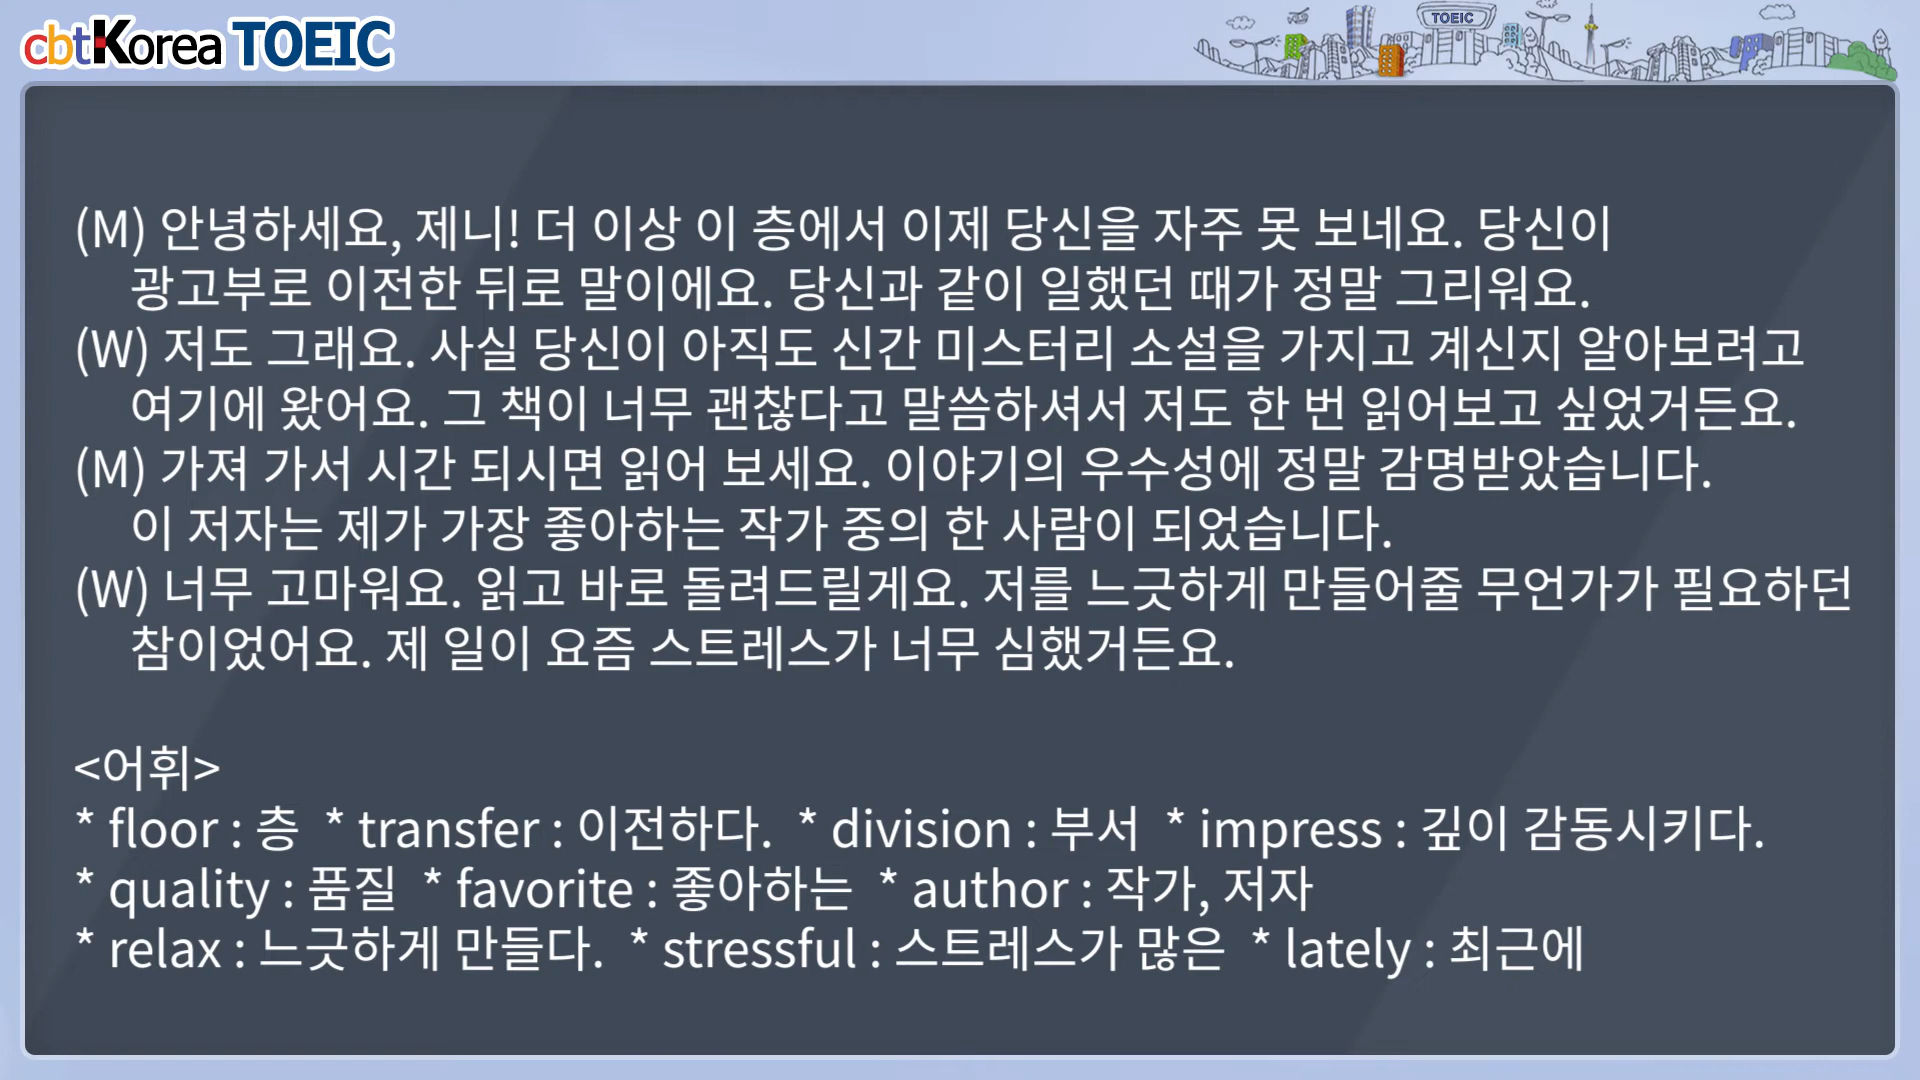 cbtKorea TOEIC
TOEIC
(M) 안녕하세요, 제니! 더 이상 이 층에서 이제 당신을 자주 못 보네요. 당신이
광고부로 이전한 뒤로 말이에요. 당신과 같이 일했던 때가 정말 그리워요.
(W) 저도 그래요. 사실 당신이 아직도 신간 미스터리 소설을 가지고 계신지 알아보려고
여기에 왔어요. 그 책이 너무 괜찮다고 말씀하셔서 저도 한 번 읽어보고 싶었거든요.
(M) 가져 가서 시간 되시면 읽어 보세요. 이야기의 우수성에 정말 감명받았습니다.
이 저자는 제가 가장 좋아하는 작가 중의 한 사람이 되었습니다.
(W) 너무 고마워요. 읽고 바로 돌려드릴게요. 저를 느긋하게 만들어줄 무언가가 필요하던
참이었어요. 제 일이 요즘 스트레스가 너무 심했거든요.
<어휘>
* floor : 층 * transfer : 이전하다. * division : 부서 * impress : 깊이 감동시키다.
* quality : 품질 * favorite : 좋아하는 * author : 작가, 저자
* relax : 느긋하게 만들다. * stressful : 스트레스가 많은 * lately : 최근에